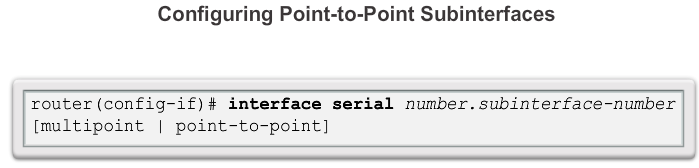 Configuring Point-to-Point Subinterfaces
router(config-if)# interface serial number.subinterface-number
[multipoint | point-to-point]